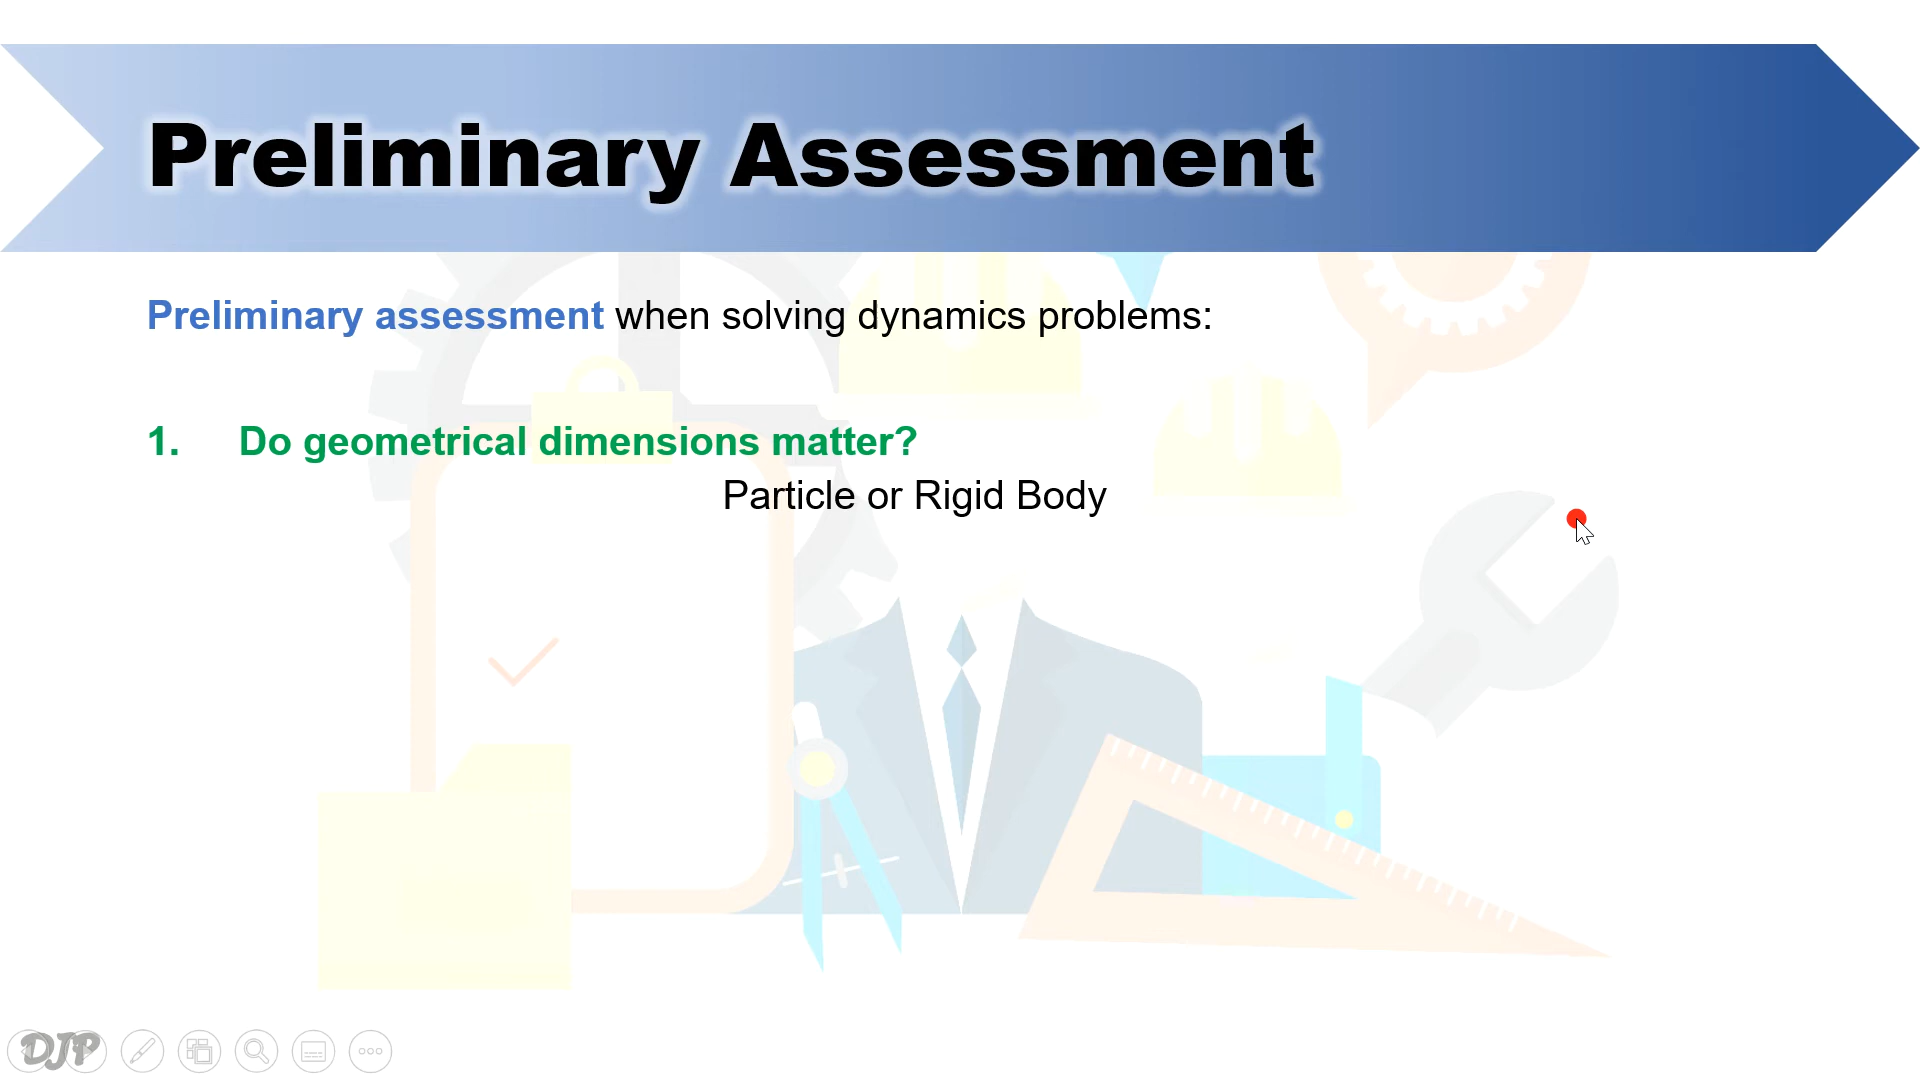 Preliminary Assessment
Preliminary assessment when solving dynamics problems:
1. Do geometrical dimensions matter?
Particle or Rigid Body
DJP